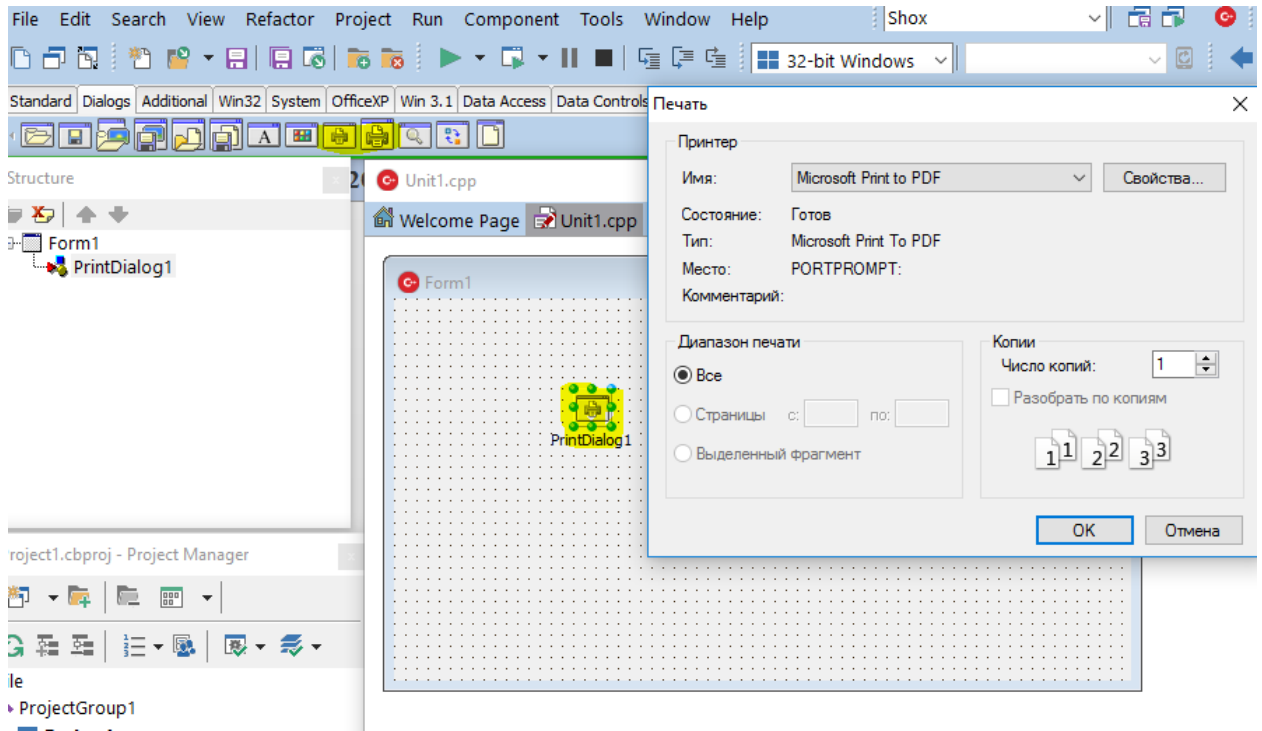 File Edit Search View Refactor Project Run Component Tools Window Help Shox
32-bit Windows
Standard Dialogs Additional Win32 System OfficeXP Win 3.1 Data Access Data Controls
Structure
Form1
PrintDialog1
Unit1.cpp
Welcome Page Unit1.cpp
Form1
PrintDialog1
Печать
Принтер
Имя: Microsoft Print to PDF Свойства...
Состояние: Готов
Тип: Microsoft Print To PDF
Место: PORTPROMPT:
Комментарий:
Диапазон печати
Все
Страницы с: по:
Выделенный фрагмент
Копии
Число копий: 1
Разобрать по копиям
1 1 2 2 3 3
OK Отмена
roject1.cbproj - Project Manager
ile
ProjectGroup1